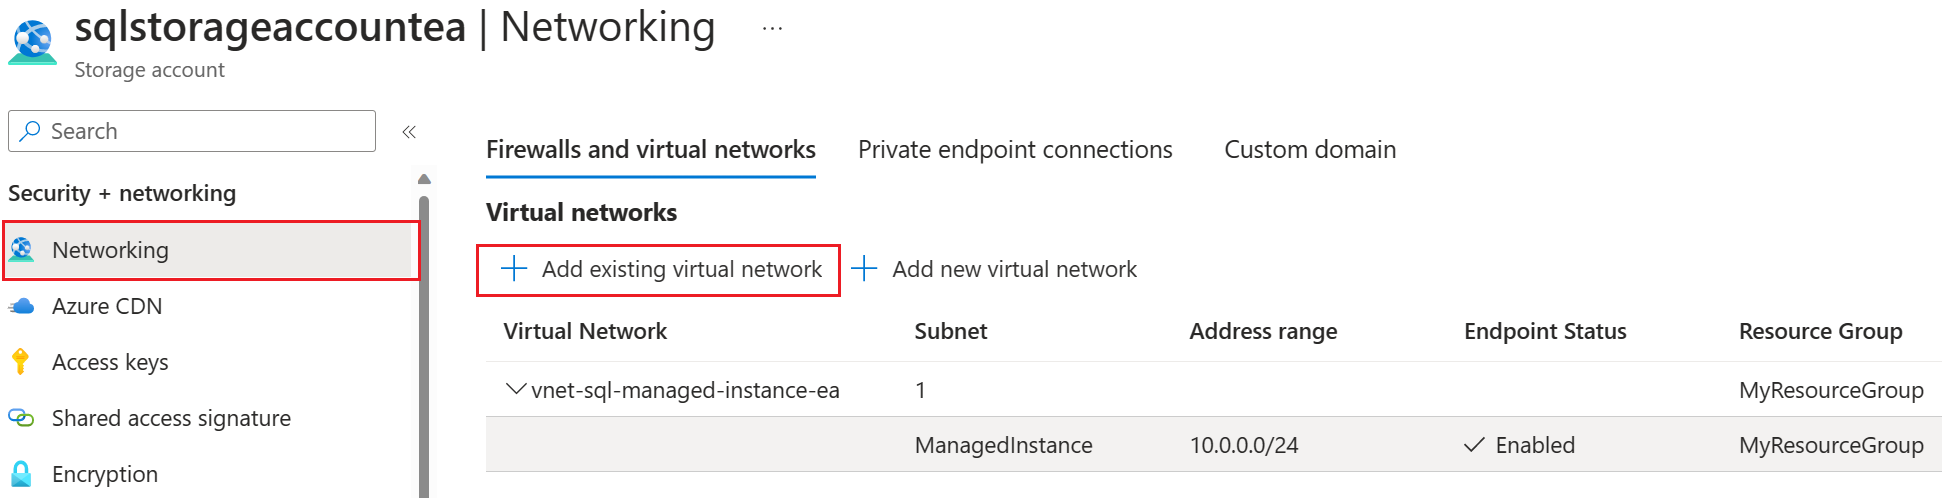 sqlstorageaccountea | Networking ...
Storage account
Search
«
Security + networking
Networking
Azure CDN
Access keys
Shared access signature
Encryption
Firewalls and virtual networks Private endpoint connections Custom domain
Virtual networks
Add existing virtual network Add new virtual network
Virtual Network Subnet Address range Endpoint Status Resource Group
vnet-sql-managed-instance-ea 1 MyResourceGroup
ManagedInstance 10.0.0.0/24 Enabled MyResourceGroup